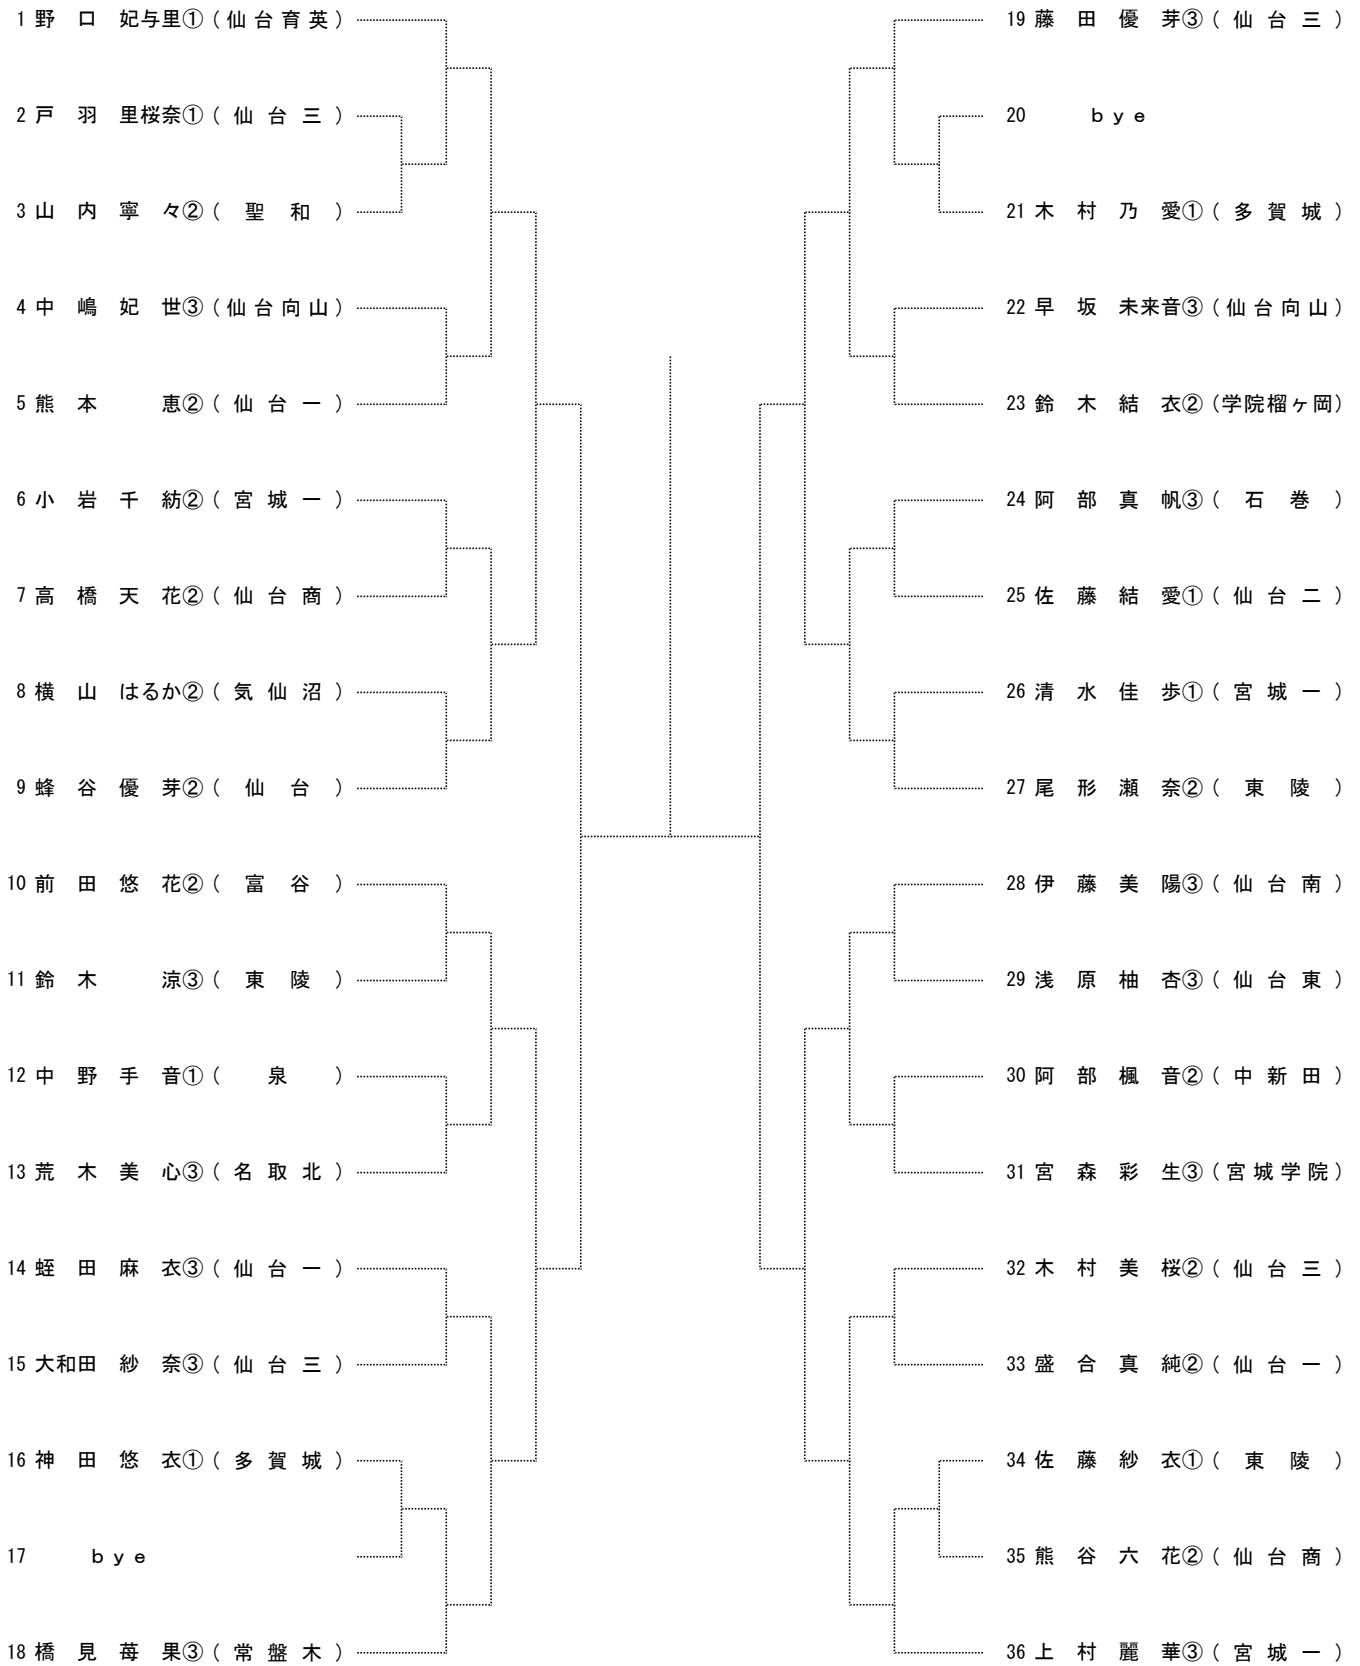 1 野口 妃与里①(仙台育英)
2 戸羽 里桜奈①(仙台三)
3 山内 寧々②(聖和)
4 中嶋 妃世③(仙台向山)
5 熊本 恵②(仙台一)
6 小岩 千紡②(宮城一)
7 高橋 天花②(仙台商)
8 横山 はるか②(気仙沼)
9 蜂谷 優芽②(仙台)
10 前田 悠花②(富谷)
11 鈴木 涼③(東陵)
12 中野 手音①(泉)
13 荒木 美心③(名取北)
14 蛭田 麻衣③(仙台一)
15 大和田 紗奈③(仙台三)
16 神田 悠衣①(多賀城)
17 bye
18 橋見 苺果③(常盤木)
19 藤田 優芽③(仙台三)
20 bye
21 木村 乃愛①(多賀城)
22 早坂 未来音③(仙台向山)
23 鈴木 結衣②(学院榴ヶ岡)
24 阿部 真帆③(石巻)
25 佐藤 結愛①(仙台二)
26 清水 佳歩①(宮城一)
27 尾形 瀬奈②(東陵)
28 伊藤 美陽③(仙台南)
29 浅原 柚杏③(仙台東)
30 阿部 楓音②(中新田)
31 宮森 彩生③(宮城学院)
32 木村 美桜②(仙台三)
33 盛合 真純②(仙台一)
34 佐藤 紗衣①(東陵)
35 熊谷 六花②(仙台商)
36 上村 麗華③(宮城一)